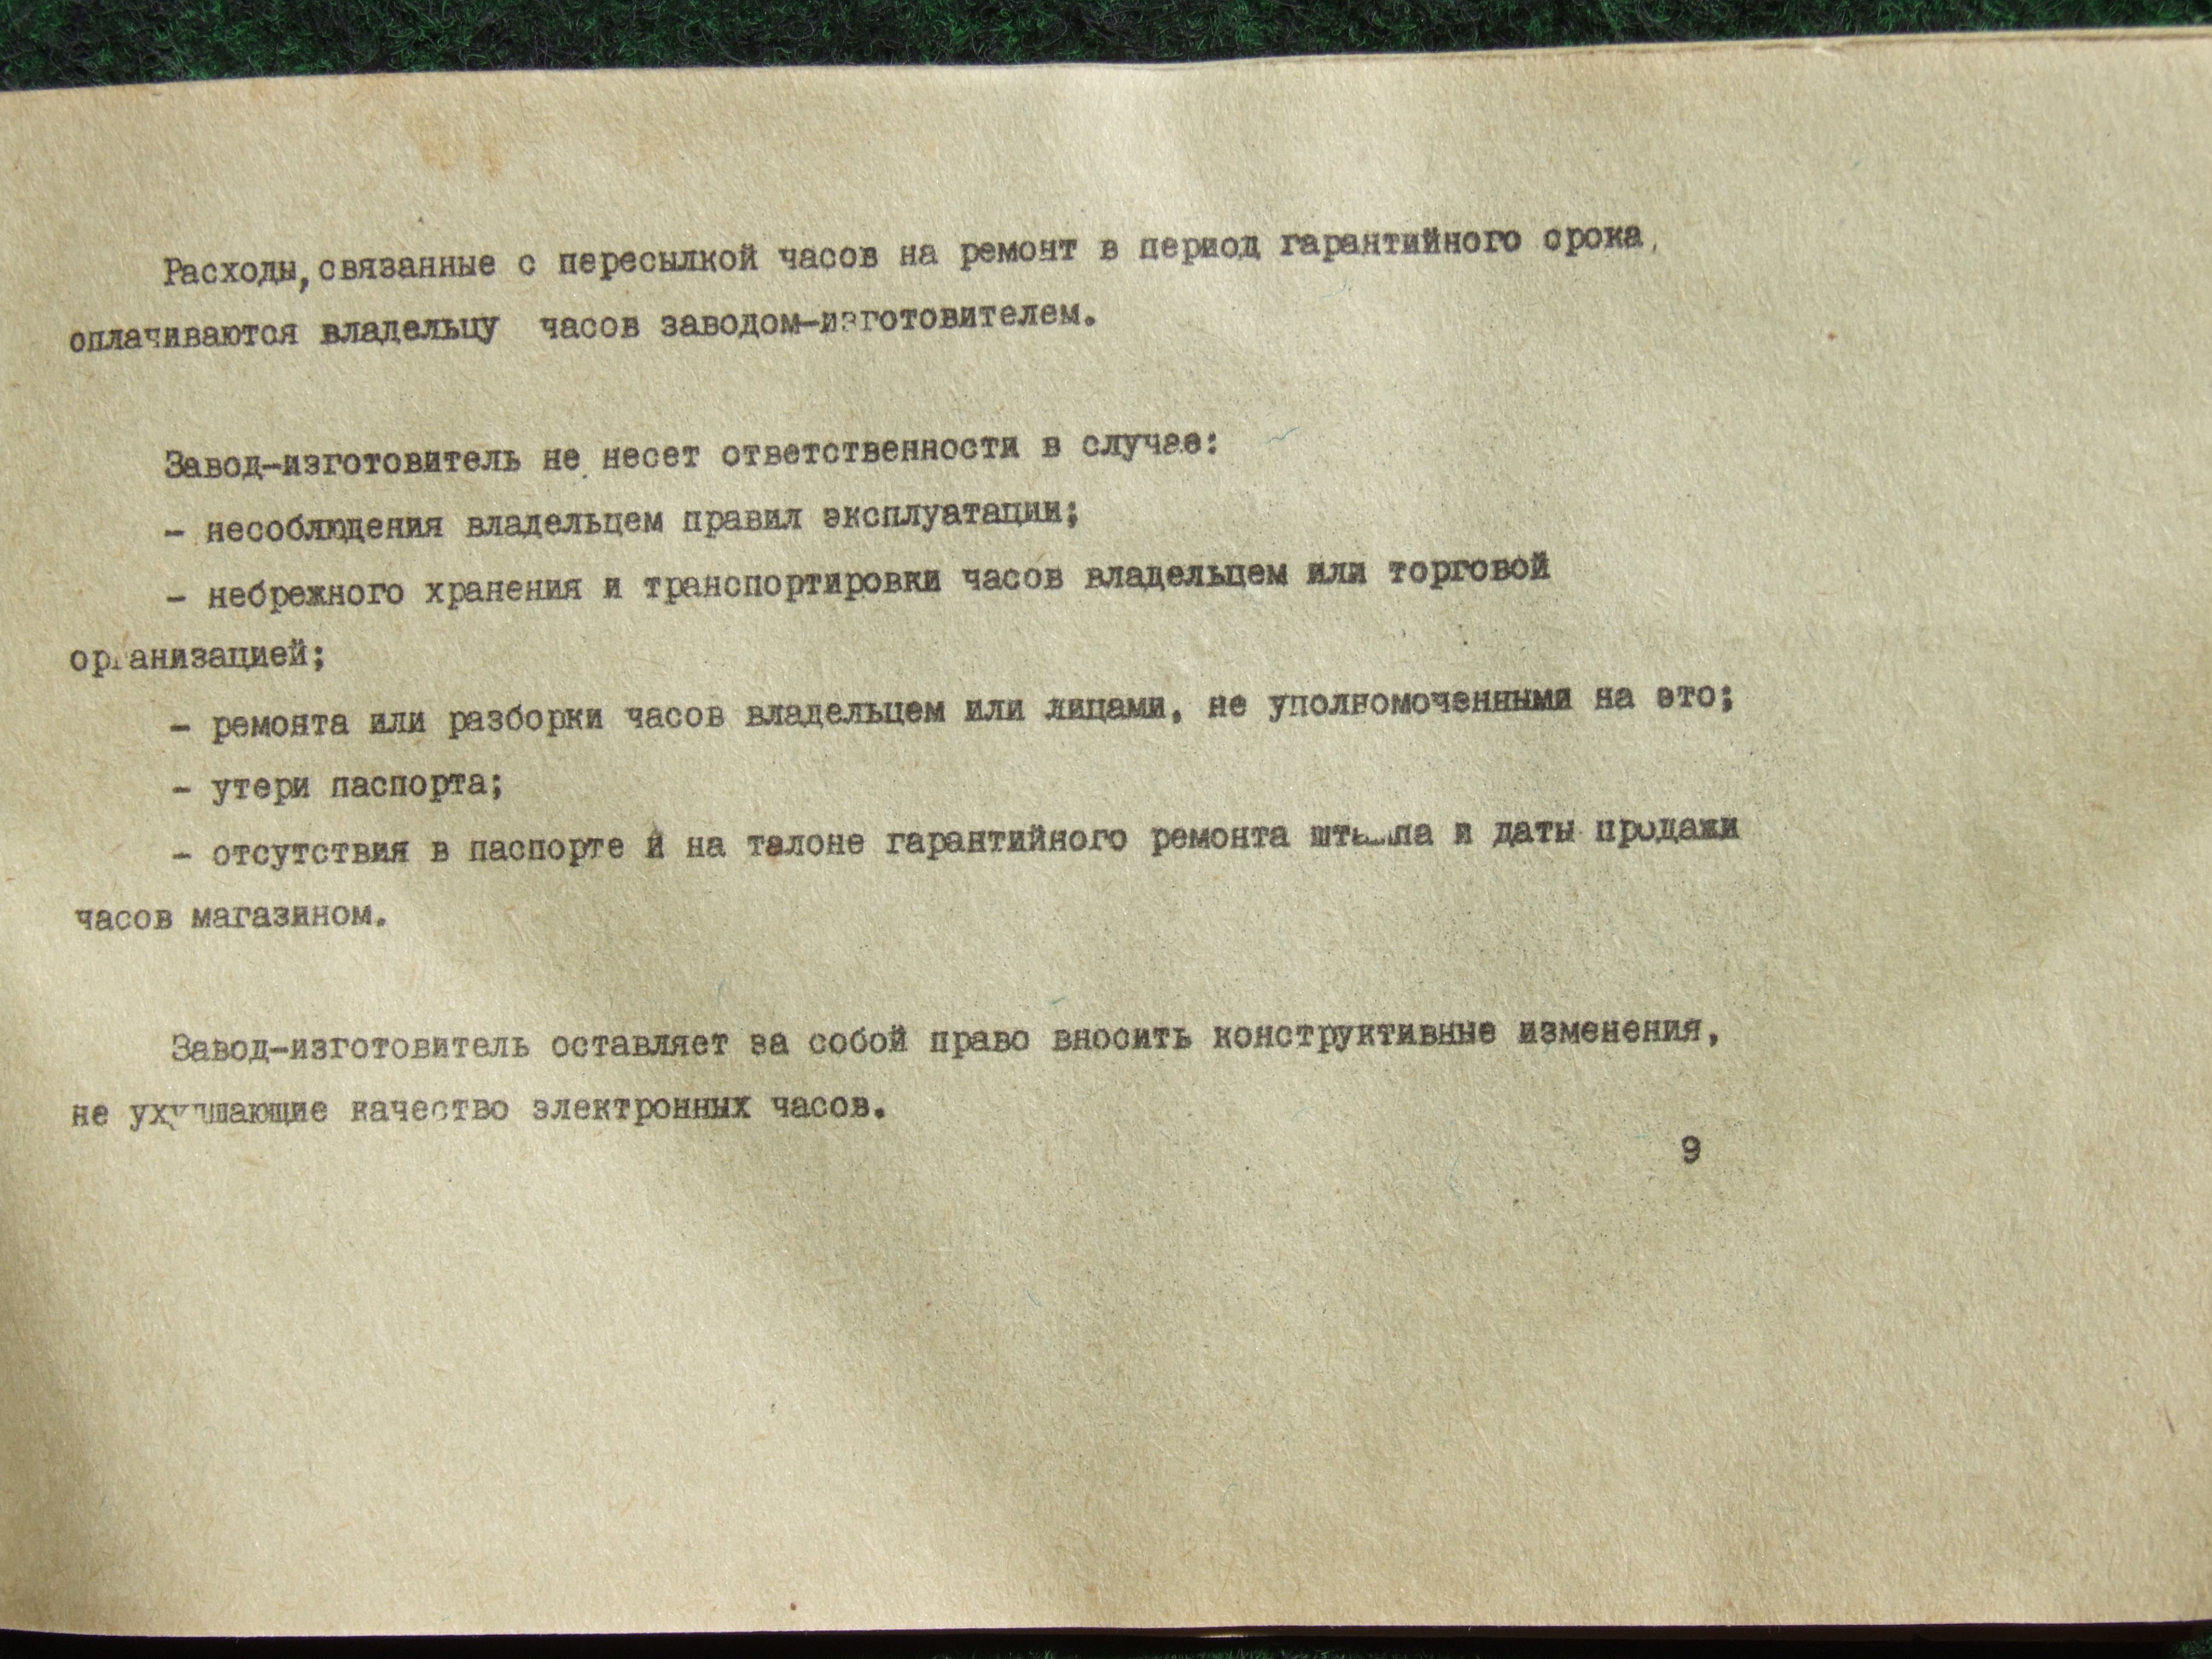 Расходы, связанные с пересылкой часов на ремонт в период гарантийного срока,
оплачиваются владельцу часов заводом-изготовителем.
Завод-изготовитель не несет ответственности в случае:
- несоблюдения владельцем правил эксплуатации;
- небрежного хранения и транспортировки часов владельцем или торговой
организацией;
- ремонта или разборки часов владельцем или лицами, не уполномоченными на это;
- утери паспорта;
- отсутствия в паспорте и на талоне гарантийного ремонта штампа и даты продажи
часов магазином.
Завод-изготовитель оставляет за собой право вносить конструктивные изменения,
не ухудшающие качество электронных часов.
9